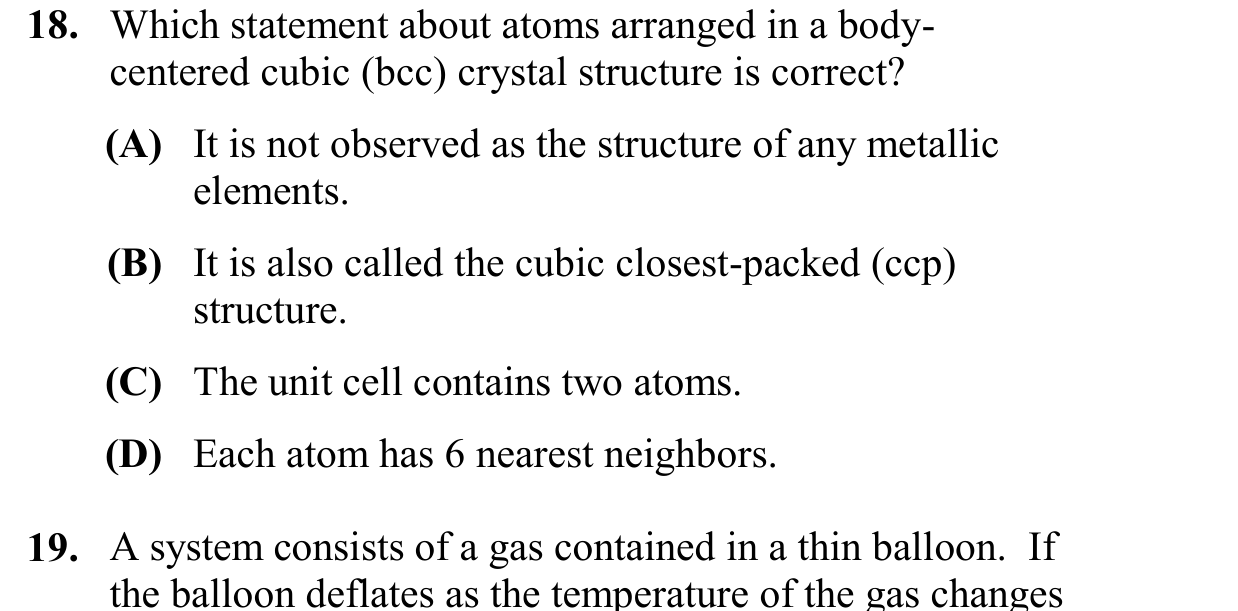 18. Which statement about atoms arranged in a body-
centered cubic (bcc) crystal structure is correct?
(A) It is not observed as the structure of any metallic
elements.
(B) It is also called the cubic closest-packed (ccp)
structure.
(C) The unit cell contains two atoms.
(D) Each atom has 6 nearest neighbors.
19. A system consists of a gas contained in a thin balloon. If
the balloon deflates as the temperature of the gas changes